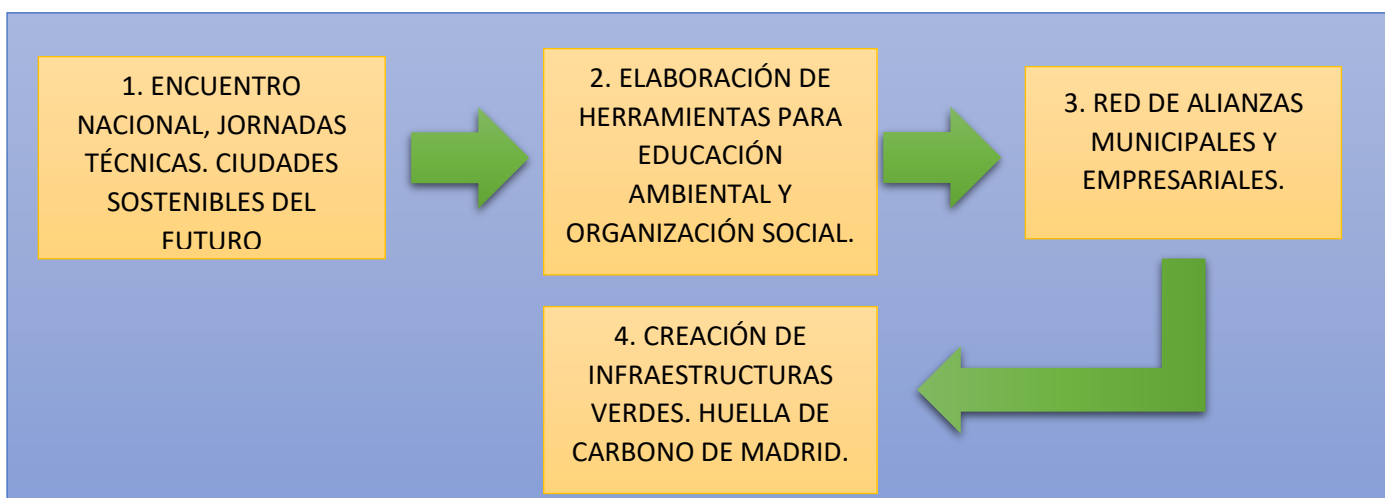 1. ENCUENTRO
NACIONAL, JORNADAS
TÉCNICAS. CIUDADES
SOSTENIBLES DEL
FUTURO
2. ELABORACIÓN DE
HERRAMIENTAS PARA
EDUCACIÓN
AMBIENTAL Y
ORGANIZACIÓN SOCIAL.
3. RED DE ALIANZAS
MUNICIPALES Y
EMPRESARIALES.
4. CREACIÓN DE
INFRAESTRUCTURAS
VERDES. HUELLA DE
CARBONO DE MADRID.